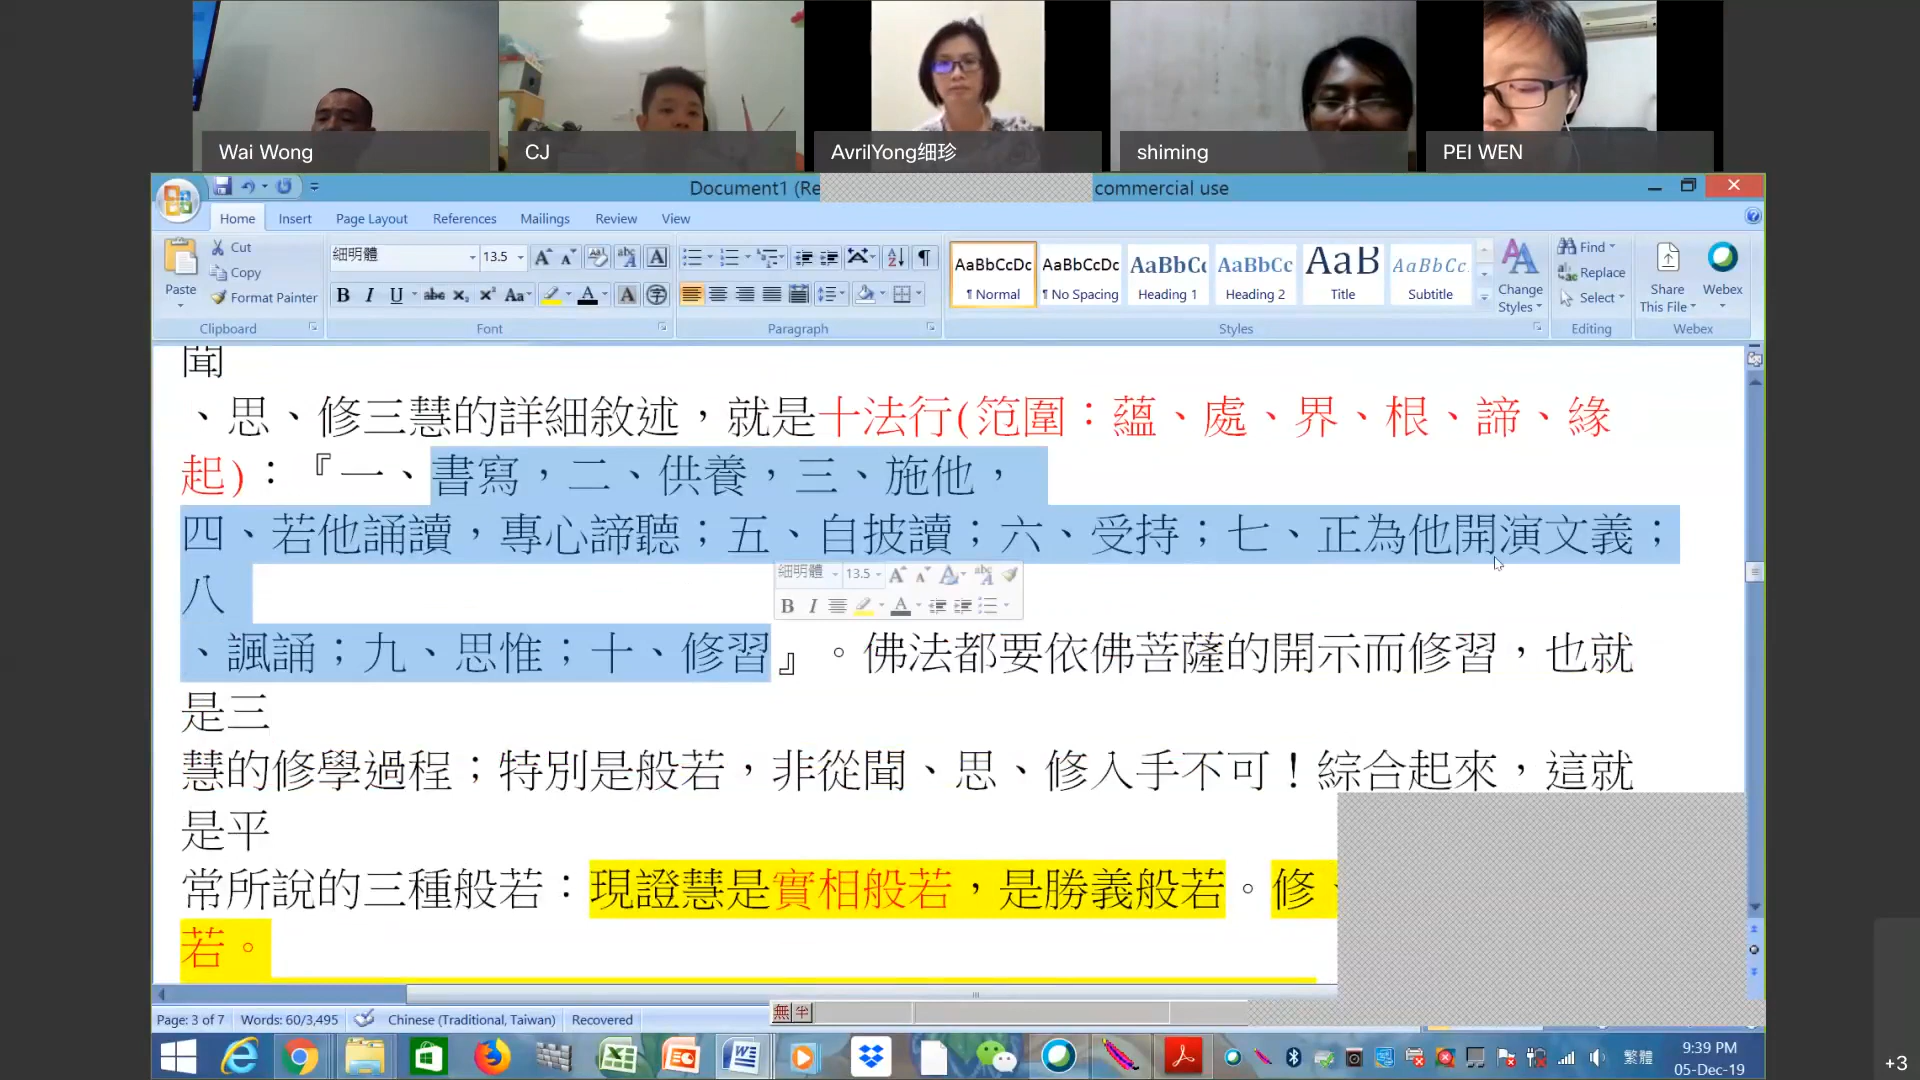 Wai Wong
CJ
AvrilYong细珍
shiming
PEI WEN
Document1 (Re
commercial use
Home
Insert
Page Layout
References
Mailings
Review
View
Paste
Cut
Copy
Format Painter
Clipboard
細明體
13.5
Font
Paragraph
AaBbCcDc
¶ Normal
AaBbCcDc
¶ No Spacing
AaBbC
Heading 1
AaBbCc
Heading 2
AaB
Title
AaBbCc.
Subtitle
Change
Styles
Styles
Find
Replace
Select
Editing
Share
This File
Webex
Webex
聞
、思、修三慧的詳細敘述，就是十法行(范圍：蘊、處、界、根、諦、緣
起)：『一、書寫，二、供養，三、施他，
四、若他誦讀，專心諦聽；五、自披讀；六、受持；七、正為他開演文義；
八
細明體
13.5
、諷誦；九、思惟；十、修習』。佛法都要依佛菩薩的開示而修習，也就
是三
慧的修學過程；特別是般若，非從聞、思、修入手不可！綜合起來，這就
是平
常所說的三種般若：現證慧是實相般若，是勝義般若。修、
若。
無半
Page: 3 of 7
Words: 60/3,495
Chinese (Traditional, Taiwan)
Recovered
繁體
9:39 PM
05-Dec-19
+3